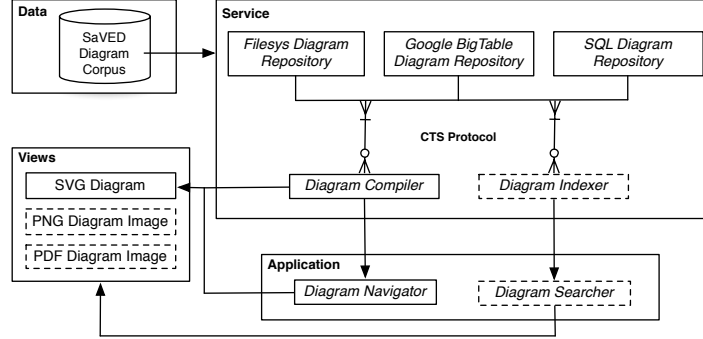 Data
SaVED
Diagram
Corpus
Service
Filesys Diagram
Repository
Google BigTable
Diagram Repository
SQL Diagram
Repository
CTS Protocol
Diagram Compiler
Diagram Indexer
Views
SVG Diagram
PNG Diagram Image
PDF Diagram Image
Application
Diagram Navigator
Diagram Searcher